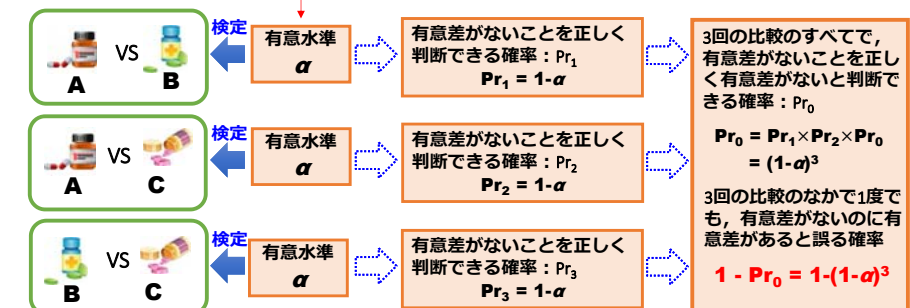 A VS B
検定
有意水準
α
有意差がないことを正しく
判断できる確率：Pr1
Pr1 = 1-α
A VS C
検定
有意水準
α
有意差がないことを正しく
判断できる確率：Pr2
Pr2 = 1-α
B VS C
検定
有意水準
α
有意差がないことを正しく
判断できる確率：Pr3
Pr3 = 1-α
3回の比較のすべてで，
有意差がないことを正し
く有意差がないと判断で
きる確率：Pr0
Pr0 = Pr1×Pr2×Pr0
= (1-α)³
3回の比較のなかで1度で
も，有意差がないのに有
意差があると誤る確率
1 - Pr0 = 1-(1-α)³